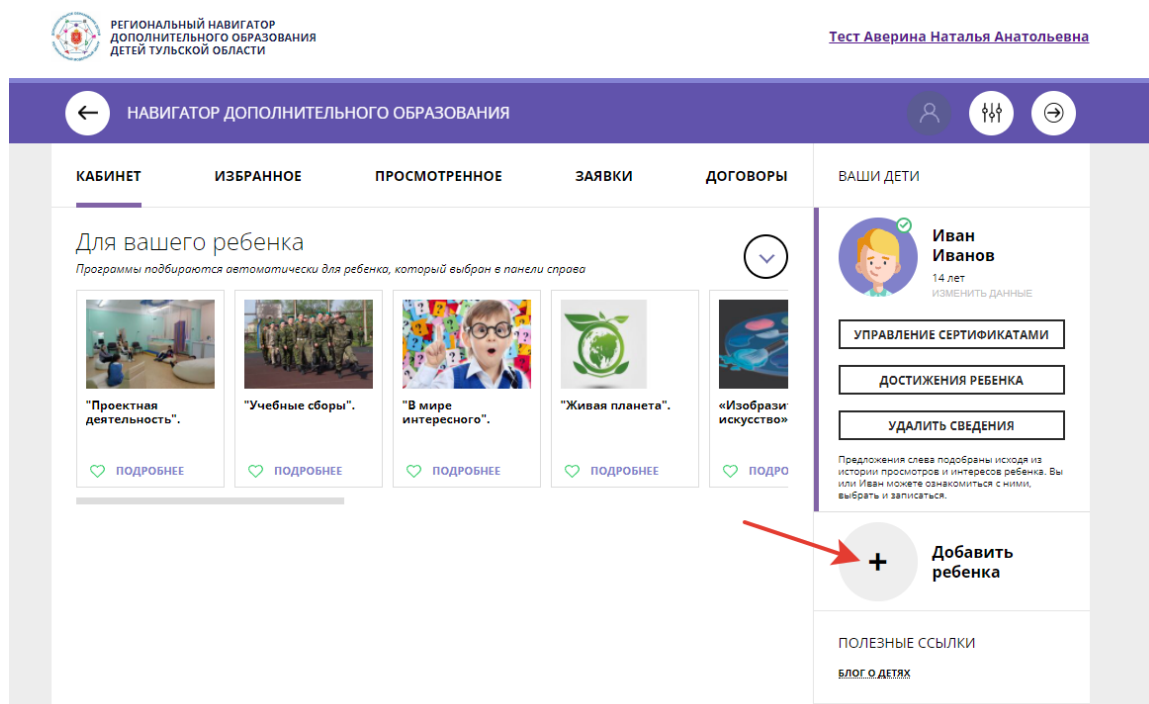 РЕГИОНАЛЬНЫЙ НАВИГАТОР
ДОПОЛНИТЕЛЬНОГО ОБРАЗОВАНИЯ
ДЕТЕЙ ТУЛЬСКОЙ ОБЛАСТИ
Тест Аверина Наталья Анатольевна
НАВИГАТОР ДОПОЛНИТЕЛЬНОГО ОБРАЗОВАНИЯ
КАБИНЕТ ИЗБРАННОЕ ПРОСМОТРЕННОЕ ЗАЯВКИ ДОГОВОРЫ
Для вашего ребенка
Программы подбираются автоматически для ребенка, который выбран в панели справа
"Проектная
деятельность".
ПОДРОБНЕЕ
"Учебные сборы".
ПОДРОБНЕЕ
"В мире
интересного".
ПОДРОБНЕЕ
"Живая планета".
ПОДРОБНЕЕ
«Изобрази
искусство»
ПОДРО
ВАШИ ДЕТИ
Иван
Иванов
14 лет
ИЗМЕНИТЬ ДАННЫЕ
УПРАВЛЕНИЕ СЕРТИФИКАТАМИ
ДОСТИЖЕНИЯ РЕБЕНКА
УДАЛИТЬ СВЕДЕНИЯ
Предложения слева подобраны исходя из
истории просмотров и интересов ребенка. Вы
или Иван можете ознакомиться с ними,
выбрать и записаться.
Добавить
ребенка
ПОЛЕЗНЫЕ ССЫЛКИ
БЛОГ О ДЕТЯХ